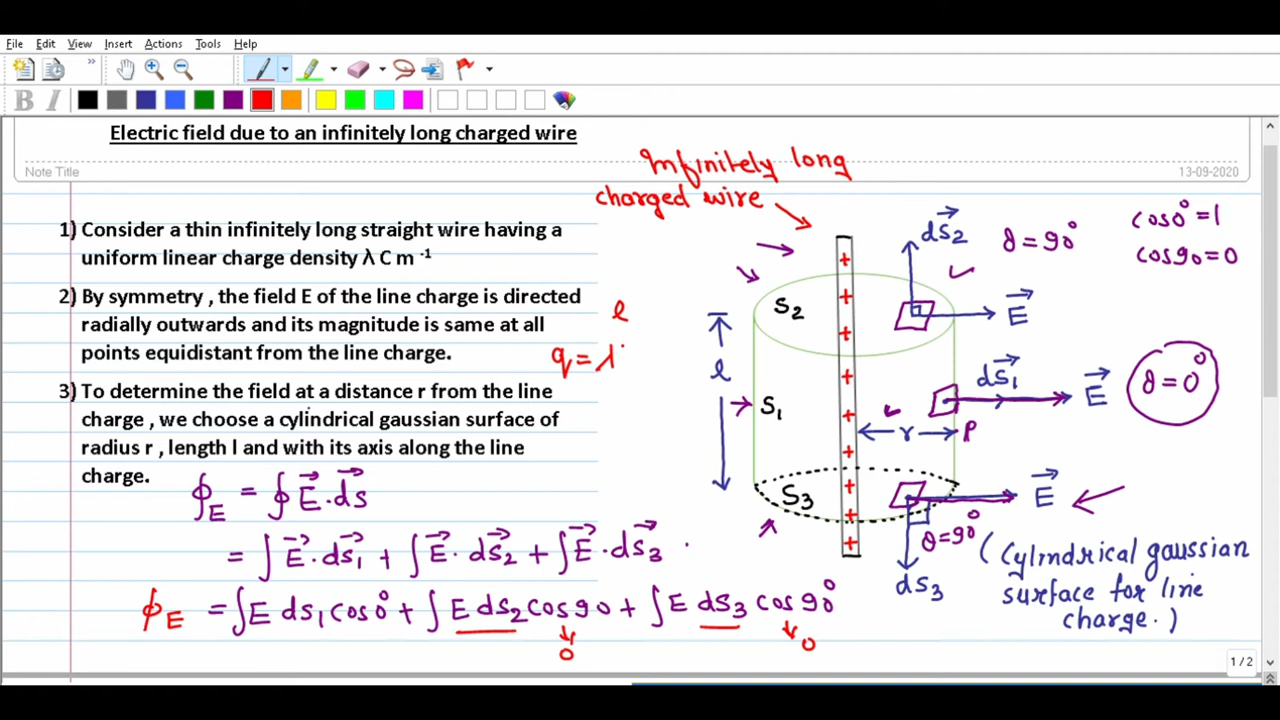 File Edit View Insert Actions Tools Help
B I
Electric field due to an infinitely long charged wire
Note Title
13-09-2020
Infinitely long
charged wire
1) Consider a thin infinitely long straight wire having a
uniform linear charge density λ C m -1
2) By symmetry , the field E of the line charge is directed
radially outwards and its magnitude is same at all
points equidistant from the line charge.
3) To determine the field at a distance r from the line
charge , we choose a cylindrical gaussian surface of
radius r , length l and with its axis along the line
charge.
l
q = λ
ϕE = ∮ E⃗ . ds⃗
= ∫ E⃗ . ds⃗1 + ∫ E⃗ . ds⃗2 + ∫ E⃗ . ds⃗3 .
ϕE = ∫ E ds1 cos0° + ∫ E ds2 cos90 + ∫ E ds3 cos90°
0
0
ds⃗2
θ = 90°
cos0° = 1
cos90 = 0
S2
E⃗
l
S1
ds⃗1
E⃗
θ = 0°
r
P
S3
E⃗
θ = 90°
ds3
+ + + + + + + + +
( Cylindrical gaussian
surface for line
charge . )
1 / 2